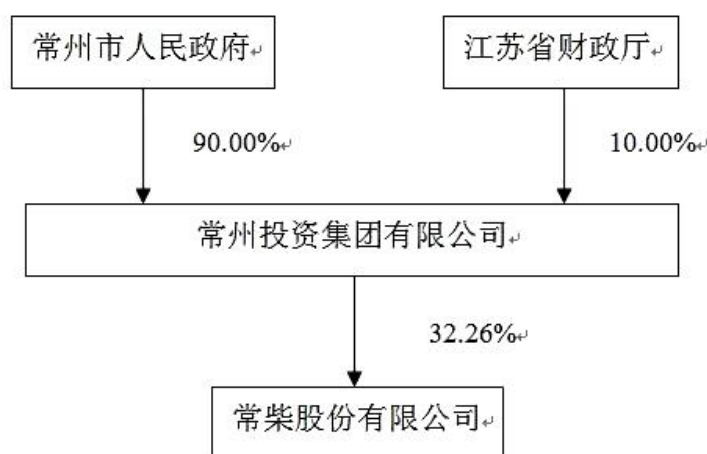 常州市人民政府
江苏省财政厅
90.00%
10.00%
常州投资集团有限公司
32.26%
常柴股份有限公司